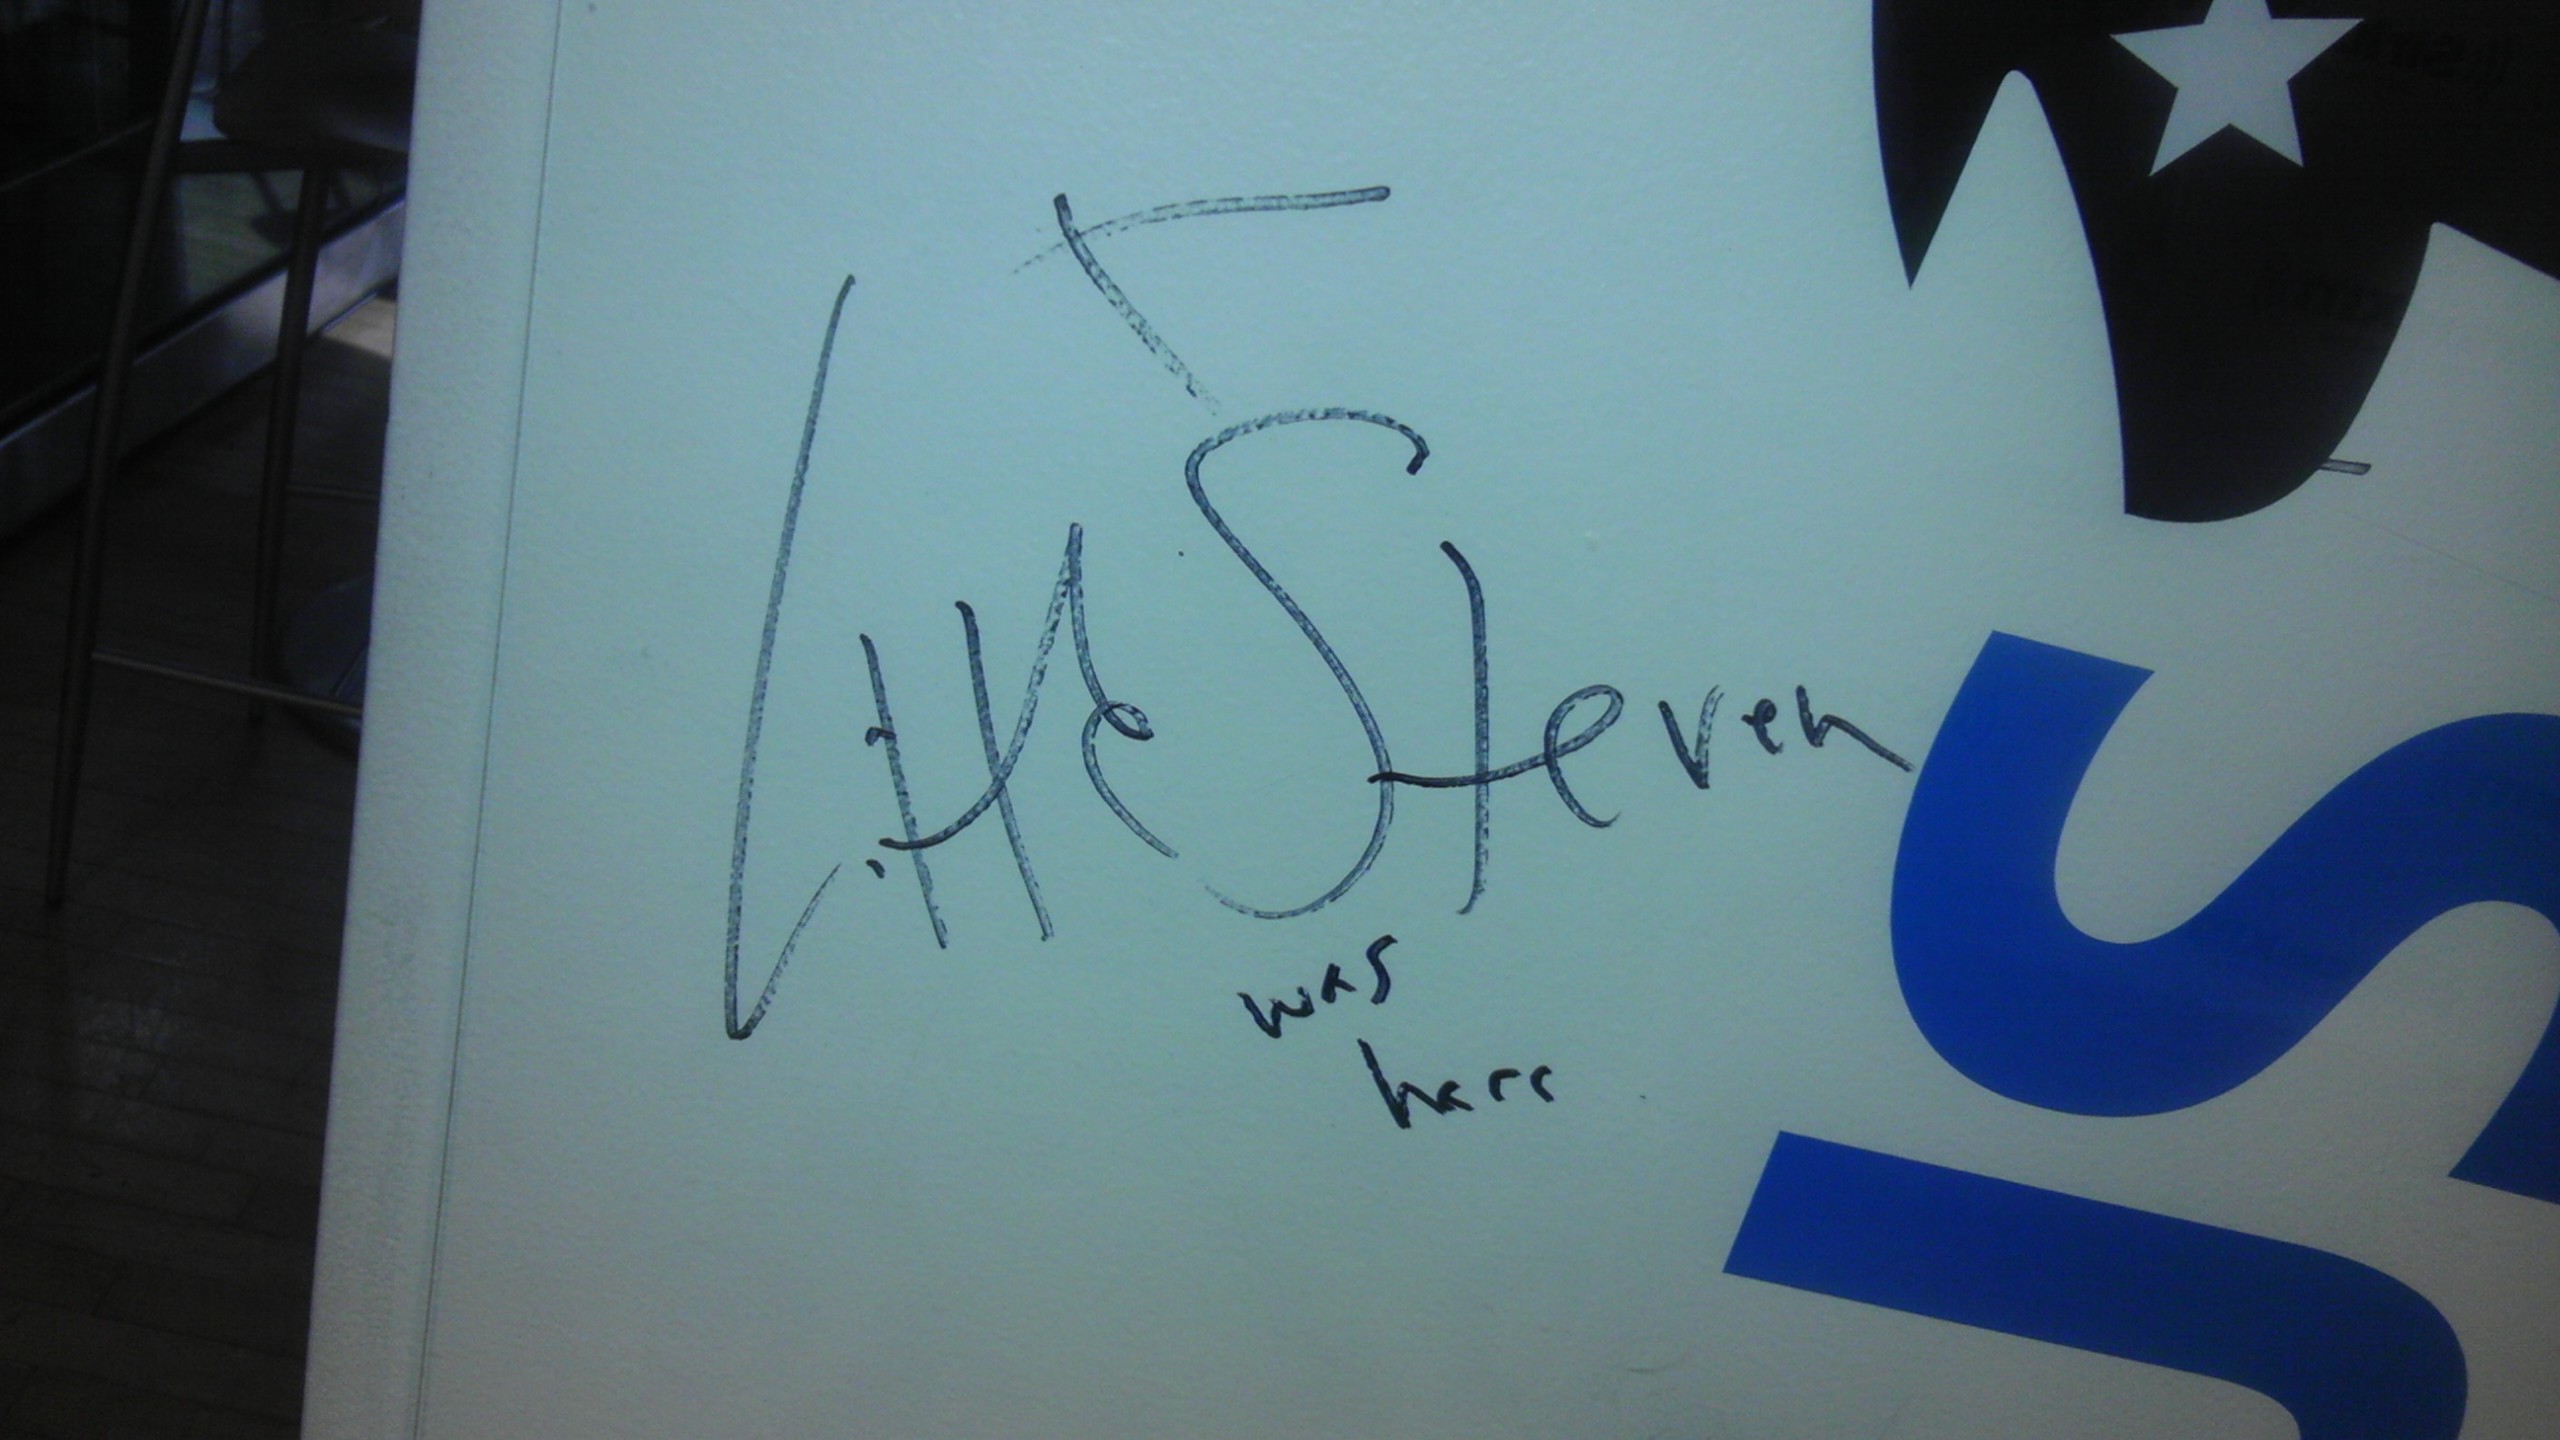 Little Steven
was
here